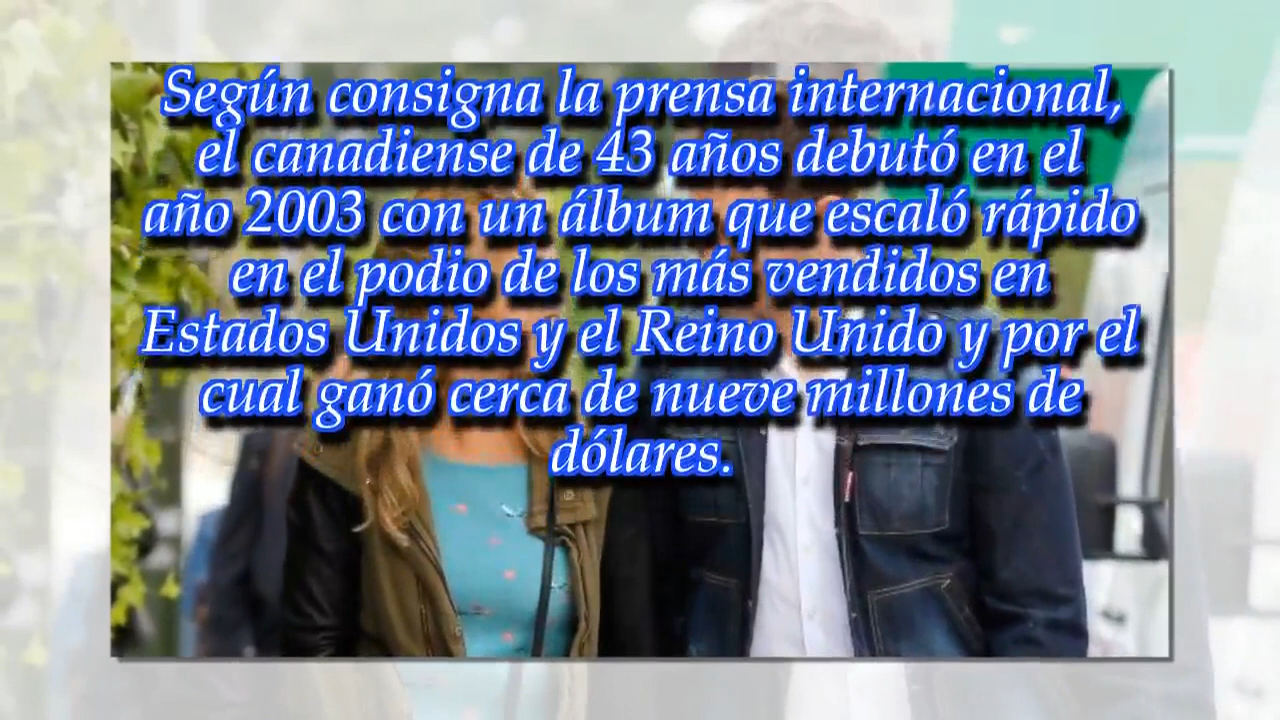 Según consigna la prensa internacional,
el canadiense de 43 años debutó en el
año 2003 con un álbum que escaló rápido
en el podio de los más vendidos en
Estados Unidos y el Reino Unido y por el
cual ganó cerca de nueve millones de
dólares.